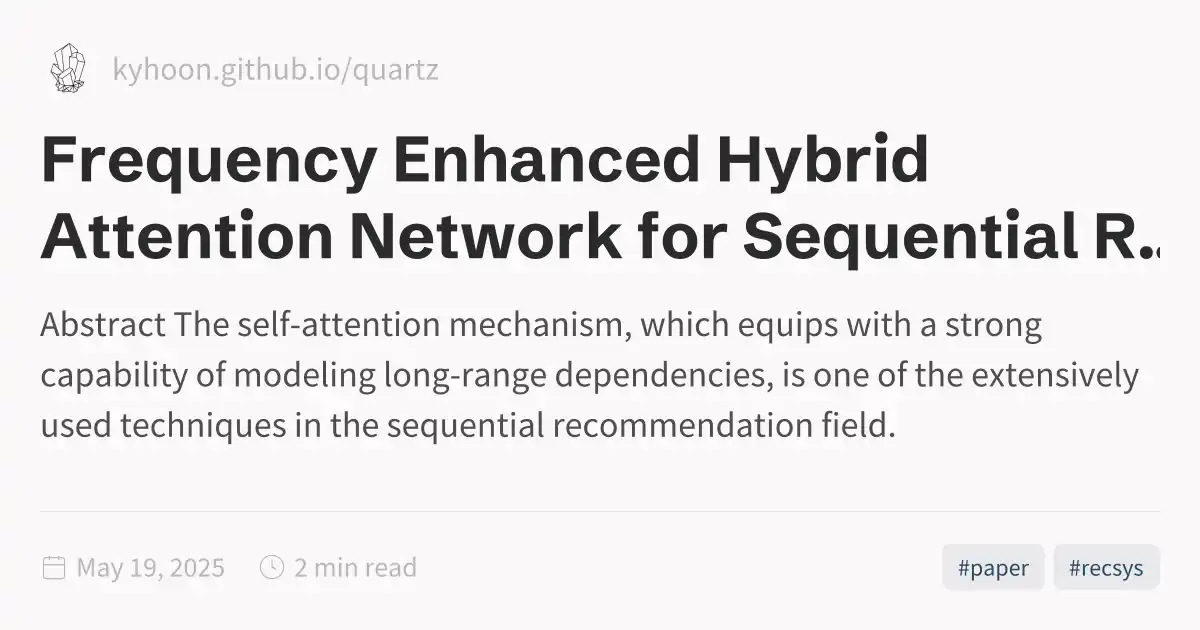 kyhoon.github.io/quartz
Frequency Enhanced Hybrid
Attention Network for Sequential R..
Abstract The self-attention mechanism, which equips with a strong
capability of modeling long-range dependencies, is one of the extensively
used techniques in the sequential recommendation field.
May 19, 2025 2 min read #paper #recsys